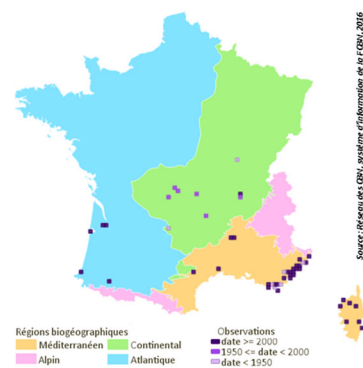 Source : Réseau des CBN, système d'information de la FCBN, 2016
Régions biogéographiques
Méditerranéen
Continental
Alpin
Atlantique
Observations
date >= 2000
1950 <= date < 2000
date < 1950